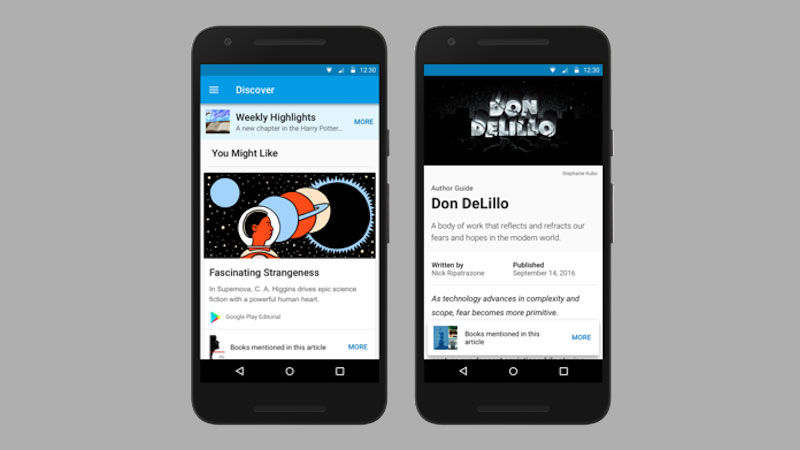 12:30
Discover
Weekly Highlights
A new chapter in the Harry Potter...
MORE
You Might Like
Fascinating Strangeness
In Supernova, C. A. Higgins drives epic science
fiction with a powerful human heart.
Google Play Editorial
Books mentioned in this article
MORE
12:30
DON
DELILLO
Stephanie Kubo
Author Guide
Don DeLillo
A body of work that reflects and refracts our
fears and hopes in the modern world.
Written by
Nick Ripatrazone
Published
September 14, 2016
As technology advances in complexity and
scope, fear becomes more primitive.
Books mentioned in this
article
MORE